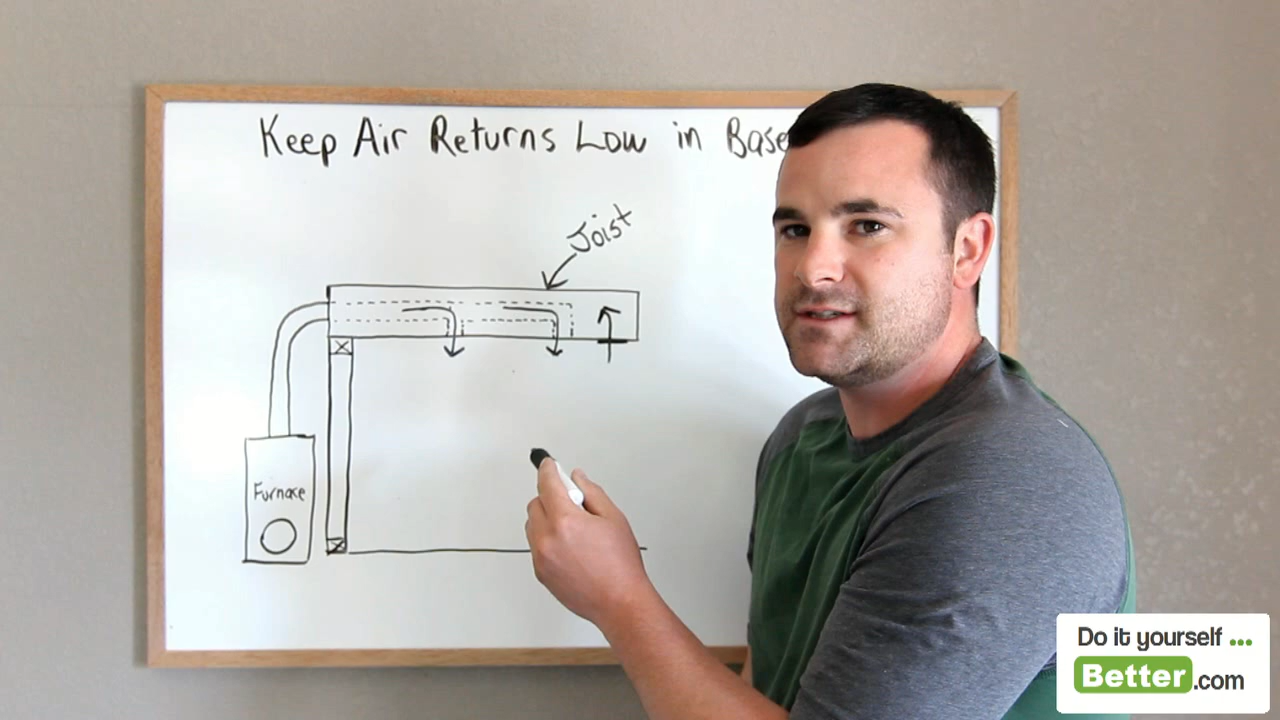 Keep Air Returns Low in Base
Joist
Furnace
Do it yourself ...
Better.com